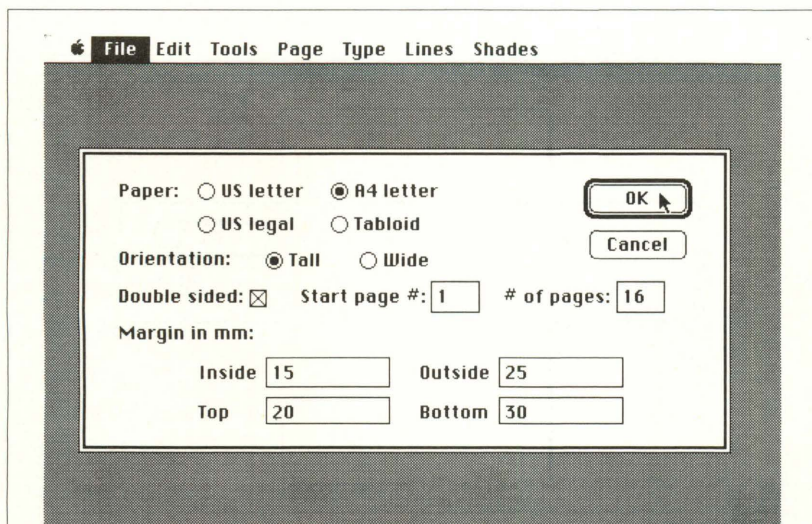 File Edit Tools Page Type Lines Shades
Paper: US letter A4 letter OK
US legal Tabloid
Cancel
Orientation: Tall Wide
Double sided: Start page #: 1 # of pages: 16
Margin in mm:
Inside 15 Outside 25
Top 20 Bottom 30